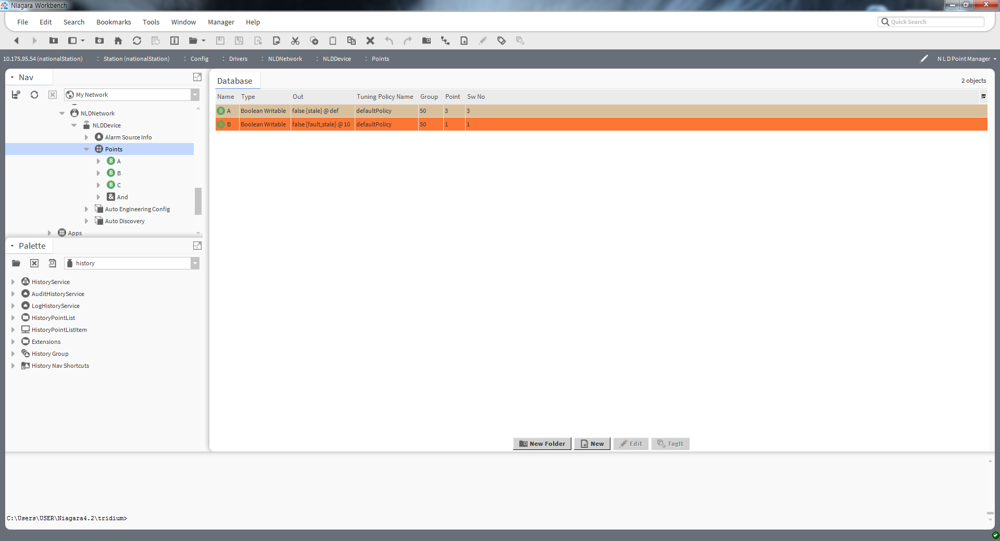 Niagara Workbench
File Edit Search Bookmarks Tools Window Manager Help
Quick Search
10.175.95.54 (nationalStation) : Station (nationalStation) : Config : Drivers : NLDNetwork : NLDDevice : Points
N L D Point Manager
Nav
My Network
NLDNetwork
NLDDevice
Alarm Source Info
Points
B A
B B
B C
& And
Auto Engineering Config
Auto Discovery
Apps
Palette
history
HistoryService
AuditHistoryService
LogHistoryService
HistoryPointList
HistoryPointListItem
Extensions
History Group
History Nav Shortcuts
Database
2 objects
Name Type Out Tuning Policy Name Group Point Sw No
B A Boolean Writable false {stale} @ def defaultPolicy 50 3 3
B B Boolean Writable false {fault,stale} @ 10 defaultPolicy 50 1 1
New Folder New Edit TagIt
C:\Users\USER\Niagara4.2\tridium>